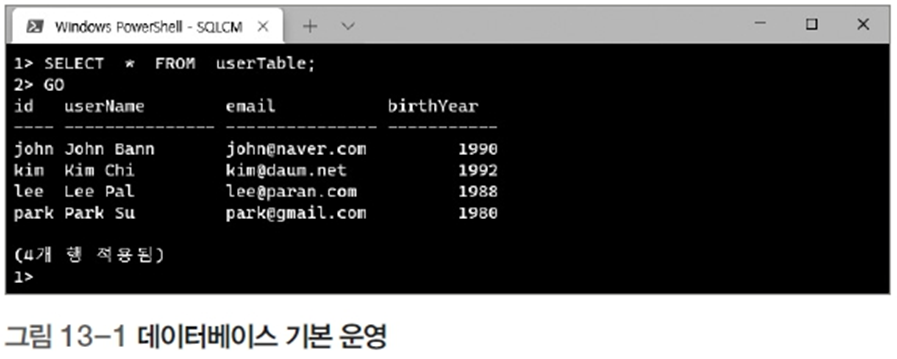 Windows PowerShell - SQLCM
1> SELECT * FROM userTable;
2> GO
id userName email birthYear
---- --------------- --------------- -----------
john John Bann john@naver.com 1990
kim Kim Chi kim@daum.net 1992
lee Lee Pal lee@paran.com 1988
park Park Su park@gmail.com 1980
(4개 행 적용됨)
1>
그림 13-1 데이터베이스 기본 운영